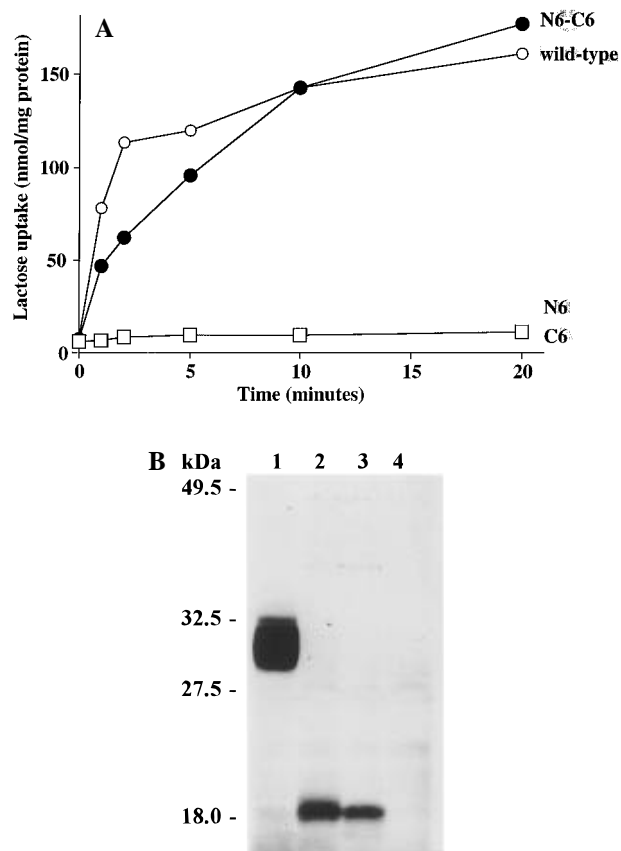 A
N6-C6
wild-type
Lactose uptake (nmol/mg protein)
150
100
50
0
N6
C6
0
5
10
15
20
Time (minutes)
B kDa 1 2 3 4
49.5 -
32.5 -
27.5 -
18.0 -